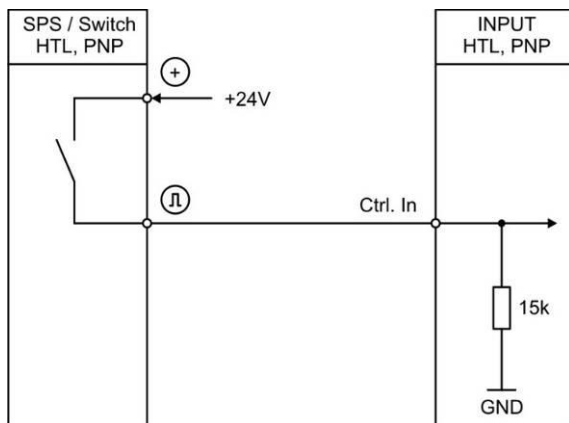 SPS / Switch
HTL, PNP
INPUT
HTL, PNP
+
+24V
Ctrl. In
15k
GND